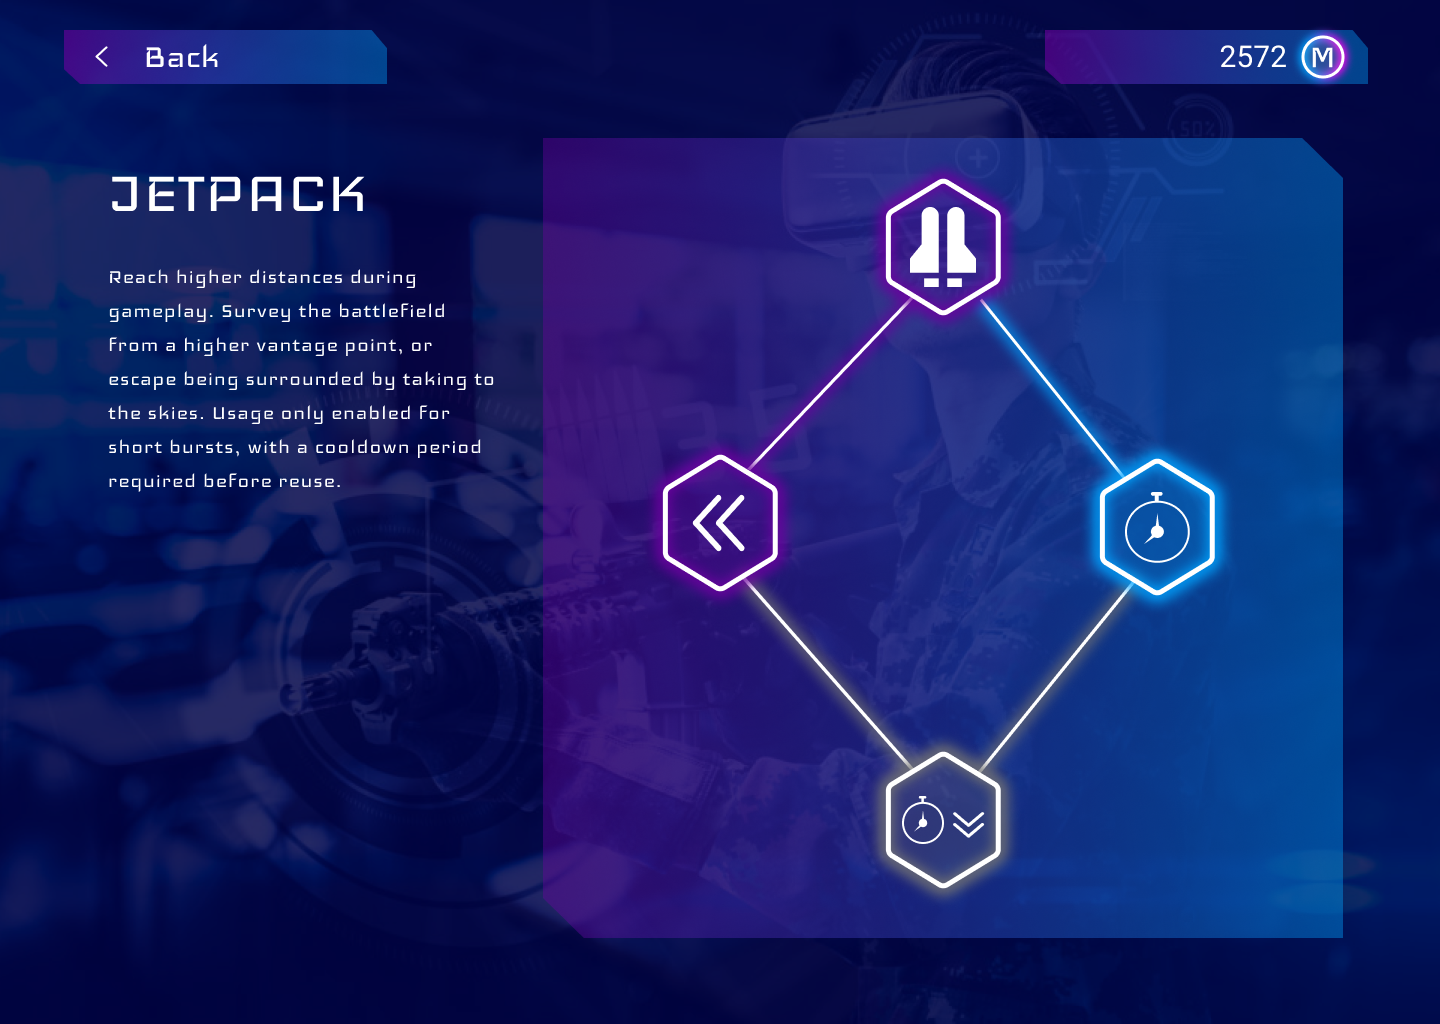 Back
2572 M
50%
JETPACK
Reach higher distances during
gameplay. Survey the battlefield
from a higher vantage point, or
escape being surrounded by taking to
the skies. Usage only enabled for
short bursts, with a cooldown period
required before reuse.